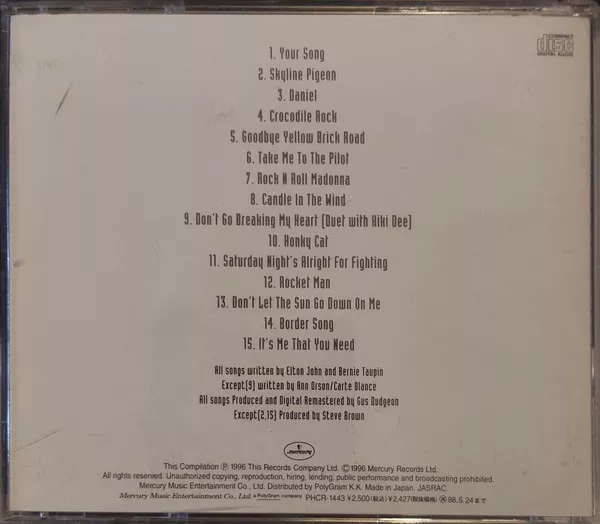 COMPACT
disc
DIGITAL AUDIO
1. Your Song
2. Skyline Pigeon
3. Daniel
4. Crocodile Rock
5. Goodbye Yellow Brick Road
6. Take Me To The Pilot
7. Rock N Roll Madonna
8. Candle In The Wind
9. Don't Go Breaking My Heart [Duet with Kiki Dee]
10. Honky Cat
11. Saturday Night's Alright For Fighting
12. Rocket Man
13. Don't Let The Sun Go Down On Me
14. Border Song
15. It's Me That You Need
All songs written by Elton John and Bernie Taupin
Except[9] written by Ann Orson/Carte Blance
All songs Produced and Digital Remastered by Gus Dudgeon
Except[2,15] Produced by Steve Brown
mercury
This Compilation ℗ 1996 This Records Company Ltd. ©1996 Mercury Records Ltd.
All rights reserved. Unauthorized copying, reproduction, hiring, lending, public performance and broadcasting prohibited.
Mercury Music Entertainment Co., Ltd. Distributed by PolyGram K.K. Made in Japan. JASRAC.
Mercury Music Entertainment Co., Ltd. a PolyGram company PHCR-1443 ¥2,500(税込) ¥2,427(税抜価格) 再 98.5.24まで